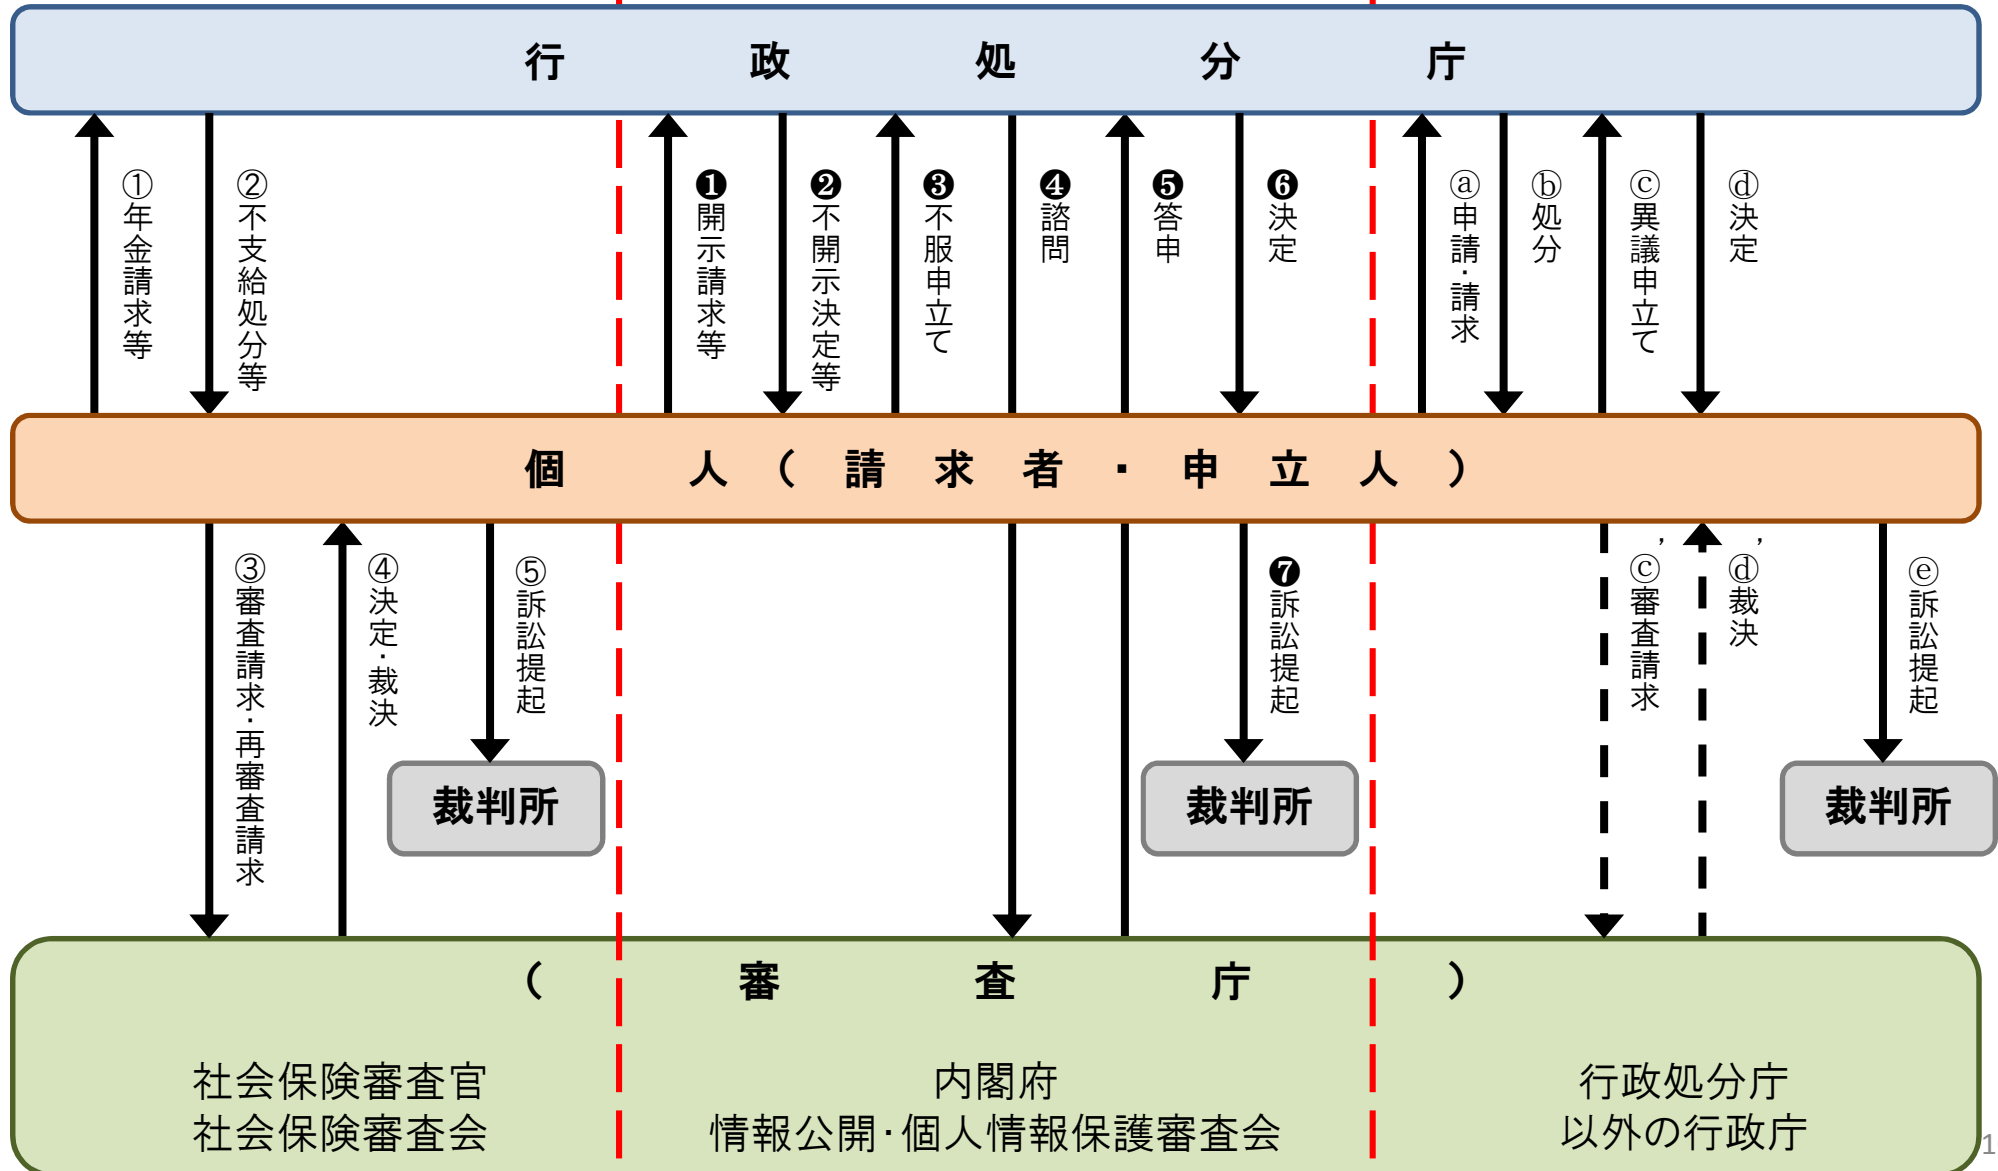 行政処分庁
①年金請求等
②不支給処分等
❶開示請求等
❷不開示決定等
❸不服申立て
❹諮問
❺答申
❻決定
ⓐ申請・請求
ⓑ処分
ⓒ異議申立て
ⓓ決定
個人(請求者・申立人)
③審査請求・再審査請求
④決定・裁決
⑤訴訟提起
❼訴訟提起
ⓒ’審査請求
ⓓ’裁決
ⓔ訴訟提起
裁判所
裁判所
裁判所
(審査庁)
社会保険審査官
社会保険審査会
内閣府
情報公開・個人情報保護審査会
行政処分庁
以外の行政庁
1